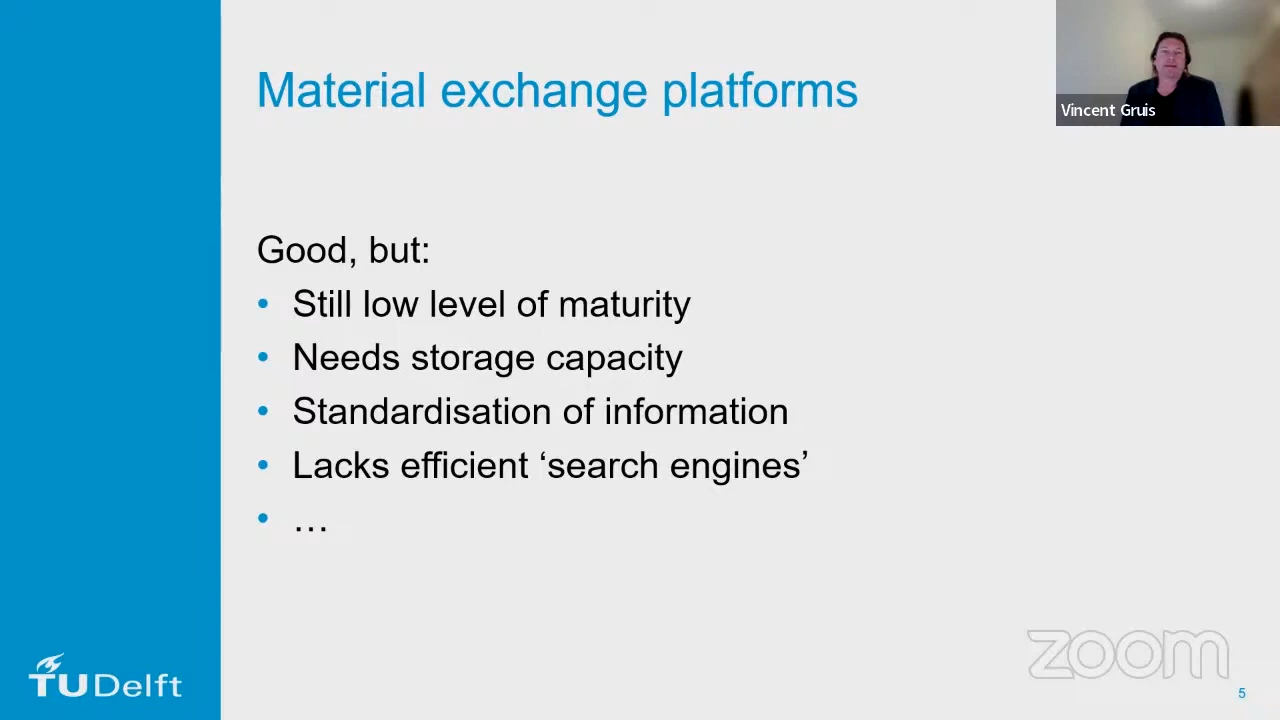 Material exchange platforms
Vincent Gruis
Good, but:
• Still low level of maturity
• Needs storage capacity
• Standardisation of information
• Lacks efficient ‘search engines’
• …
TUDelft
zoom
5